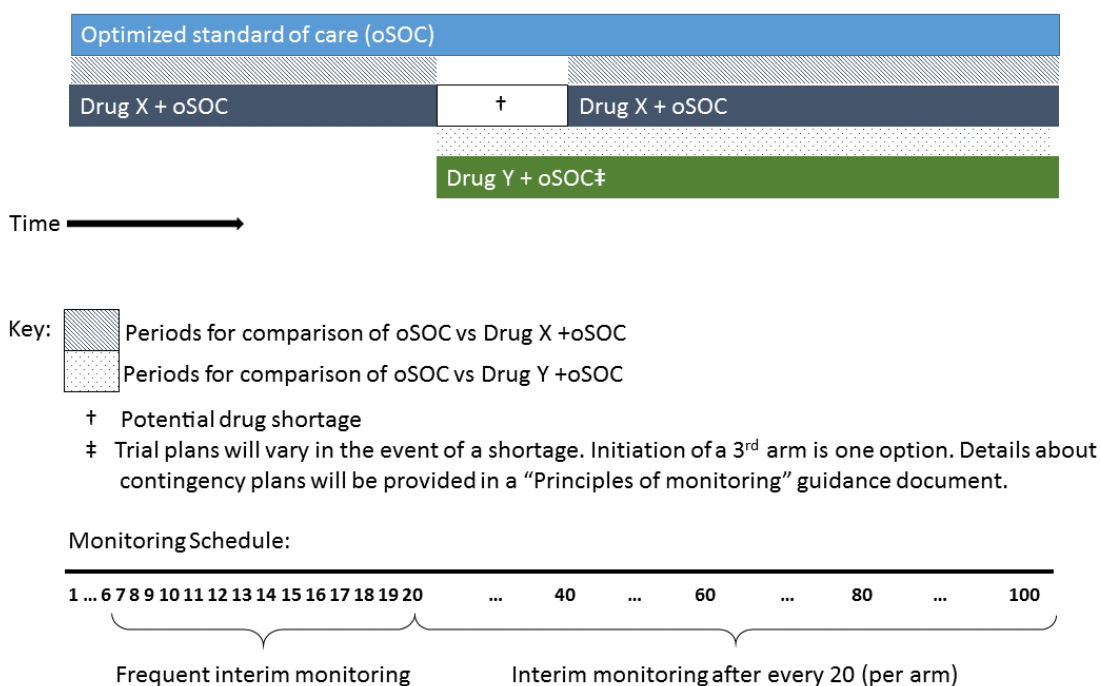 Optimized standard of care (oSOC)
Drug X + oSOC
†
Drug X + oSOC
Drug Y + oSOC‡
Time
Key:
Periods for comparison of oSOC vs Drug X +oSOC
Periods for comparison of oSOC vs Drug Y +oSOC
† Potential drug shortage
‡ Trial plans will vary in the event of a shortage. Initiation of a 3rd arm is one option. Details about
contingency plans will be provided in a “Principles of monitoring” guidance document.
Monitoring Schedule:
1 ... 6 7 8 9 10 11 12 13 14 15 16 17 18 19 20 ... 40 ... 60 ... 80 ... 100
Frequent interim monitoring
Interim monitoring after every 20 (per arm)